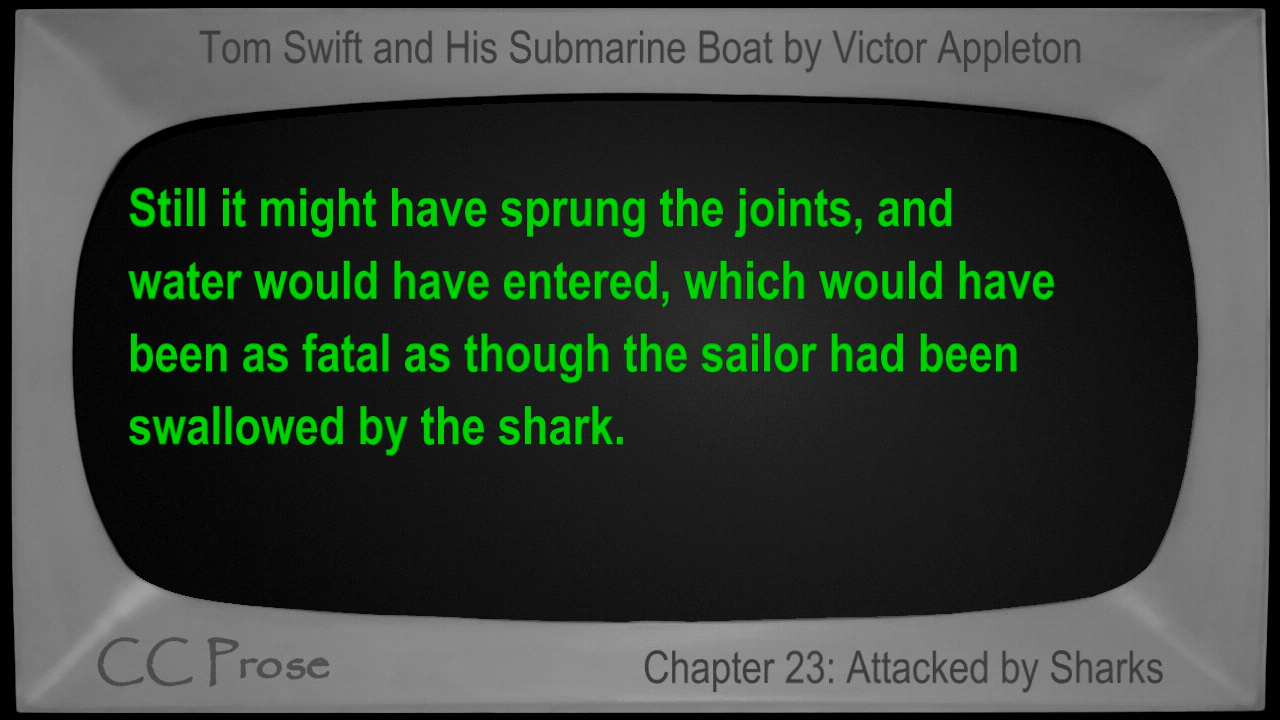 Tom Swift and His Submarine Boat by Victor Appleton
Still it might have sprung the joints, and
water would have entered, which would have
been as fatal as though the sailor had been
swallowed by the shark.
CC Prose
Chapter 23: Attacked by Sharks